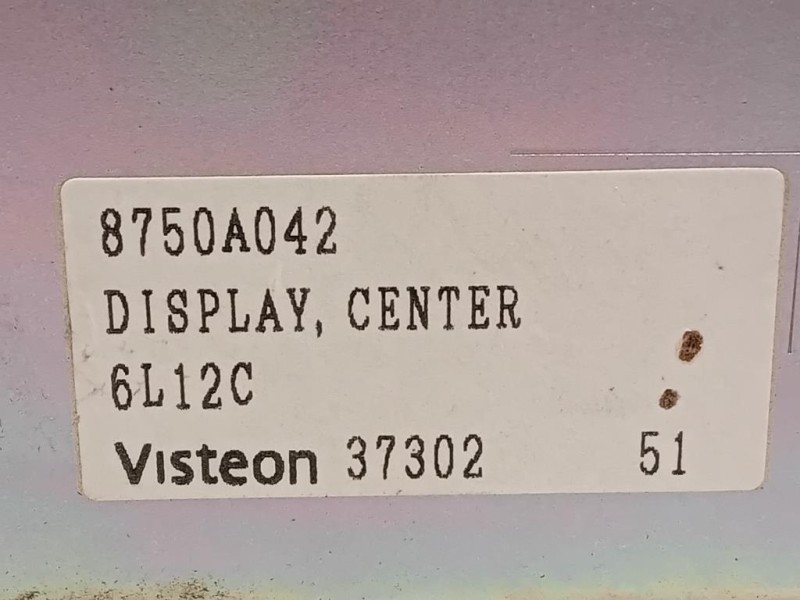 8750A042
DISPLAY, CENTER
6L12C
Visteon 37302 51